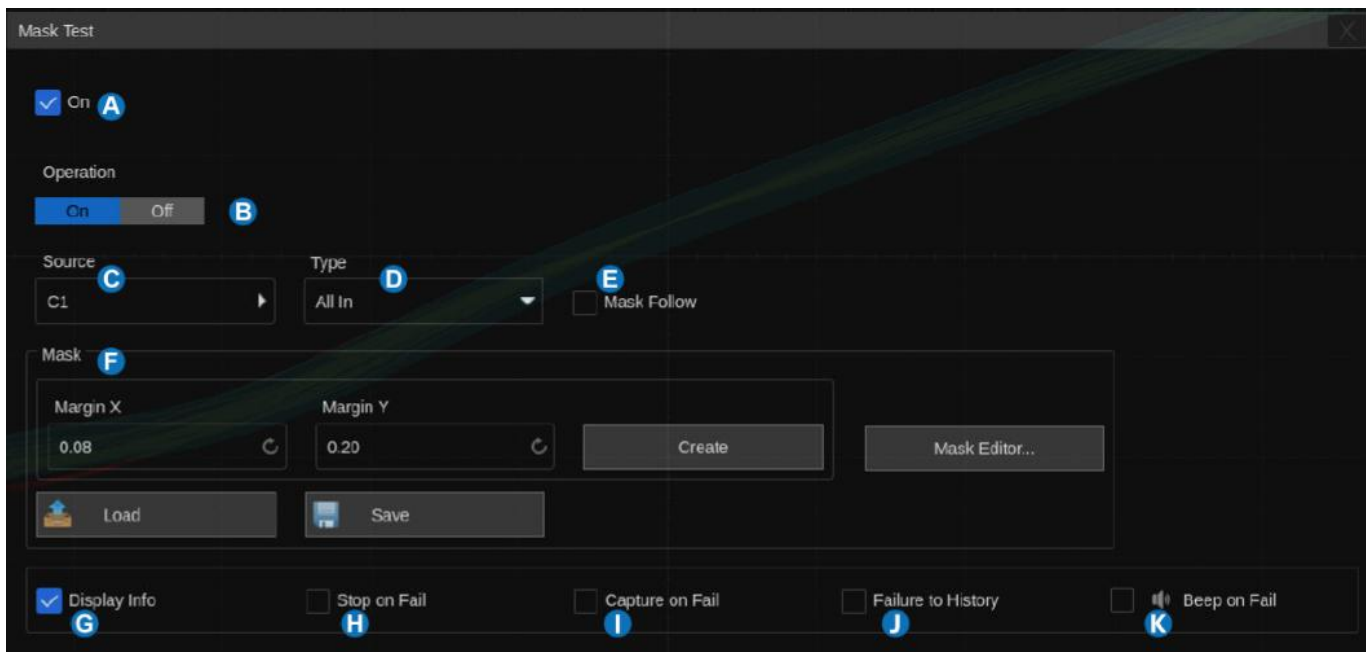 Mask Test X
On A
Operation
On Off B
Source C Type D E
C1 All In Mask Follow
Mask F
Margin X Margin Y
0.08 0.20 Create Mask Editor...
Load Save
Display Info Stop on Fail Capture on Fail Failure to History Beep on Fail
G H I J K